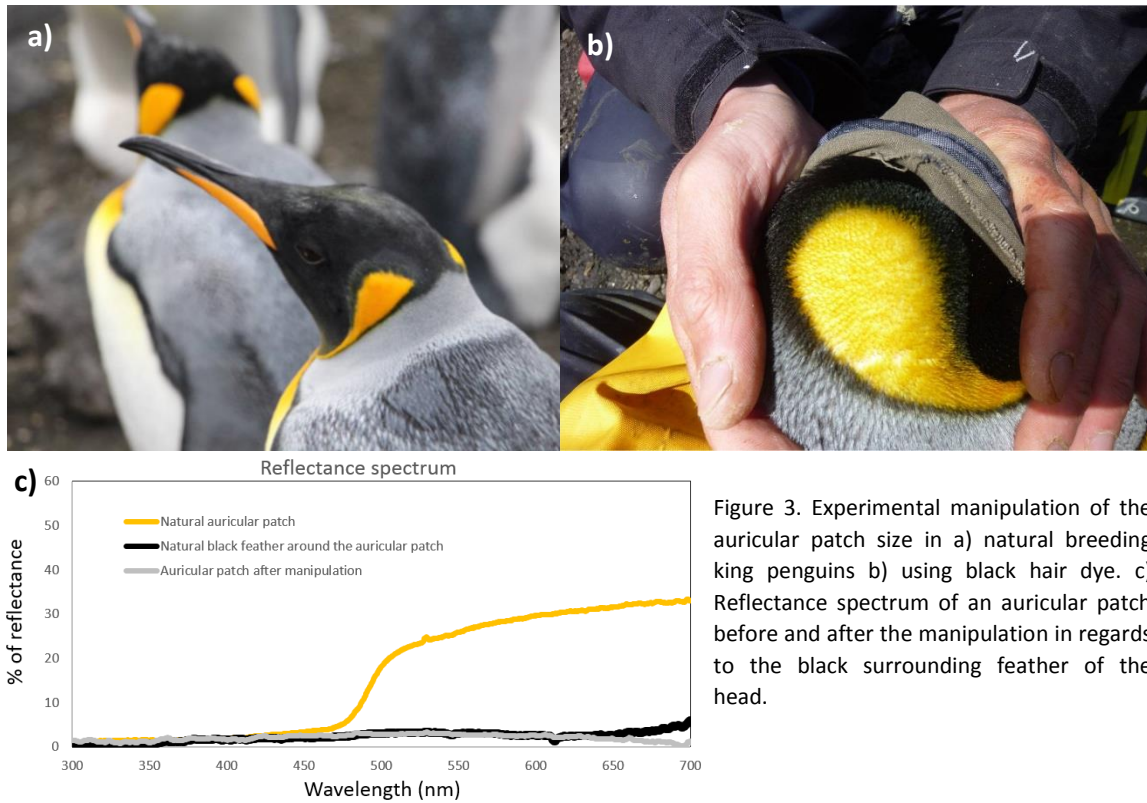 a)
b)
c)
Reflectance spectrum
60
50
40
30
20
10
0
% of reflectance
Natural auricular patch
Natural black feather around the auricular patch
Auricular patch after manipulation
300 350 400 450 500 550 600 650 700
Wavelength (nm)
Figure 3. Experimental manipulation of the
auricular patch size in a) natural breeding
king penguins b) using black hair dye. c)
Reflectance spectrum of an auricular patch
before and after the manipulation in regards
to the black surrounding feather of the
head.